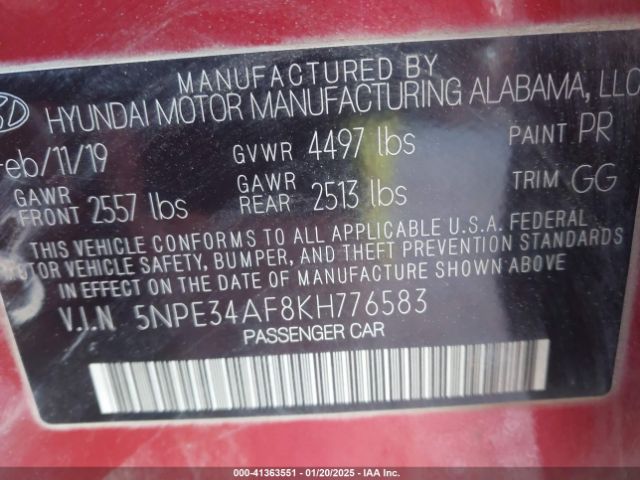 MANUFACTURED BY
HYUNDAI MOTOR MANUFACTURING ALABAMA, LLC
Feb/11/19 GVWR 4497 lbs PAINT PR
GAWR FRONT 2557 lbs GAWR REAR 2513 lbs TRIM GG
THIS VEHICLE CONFORMS TO ALL APPLICABLE U.S.A. FEDERAL
MOTOR VEHICLE SAFETY, BUMPER, AND THEFT PREVENTION STANDARDS
IN EFFECT ON THE DATE OF MANUFACTURE SHOWN ABOVE.
V.I.N 5NPE34AF8KH776583
PASSENGER CAR
000-41363551 | 01/20/2025 | IAA Inc.